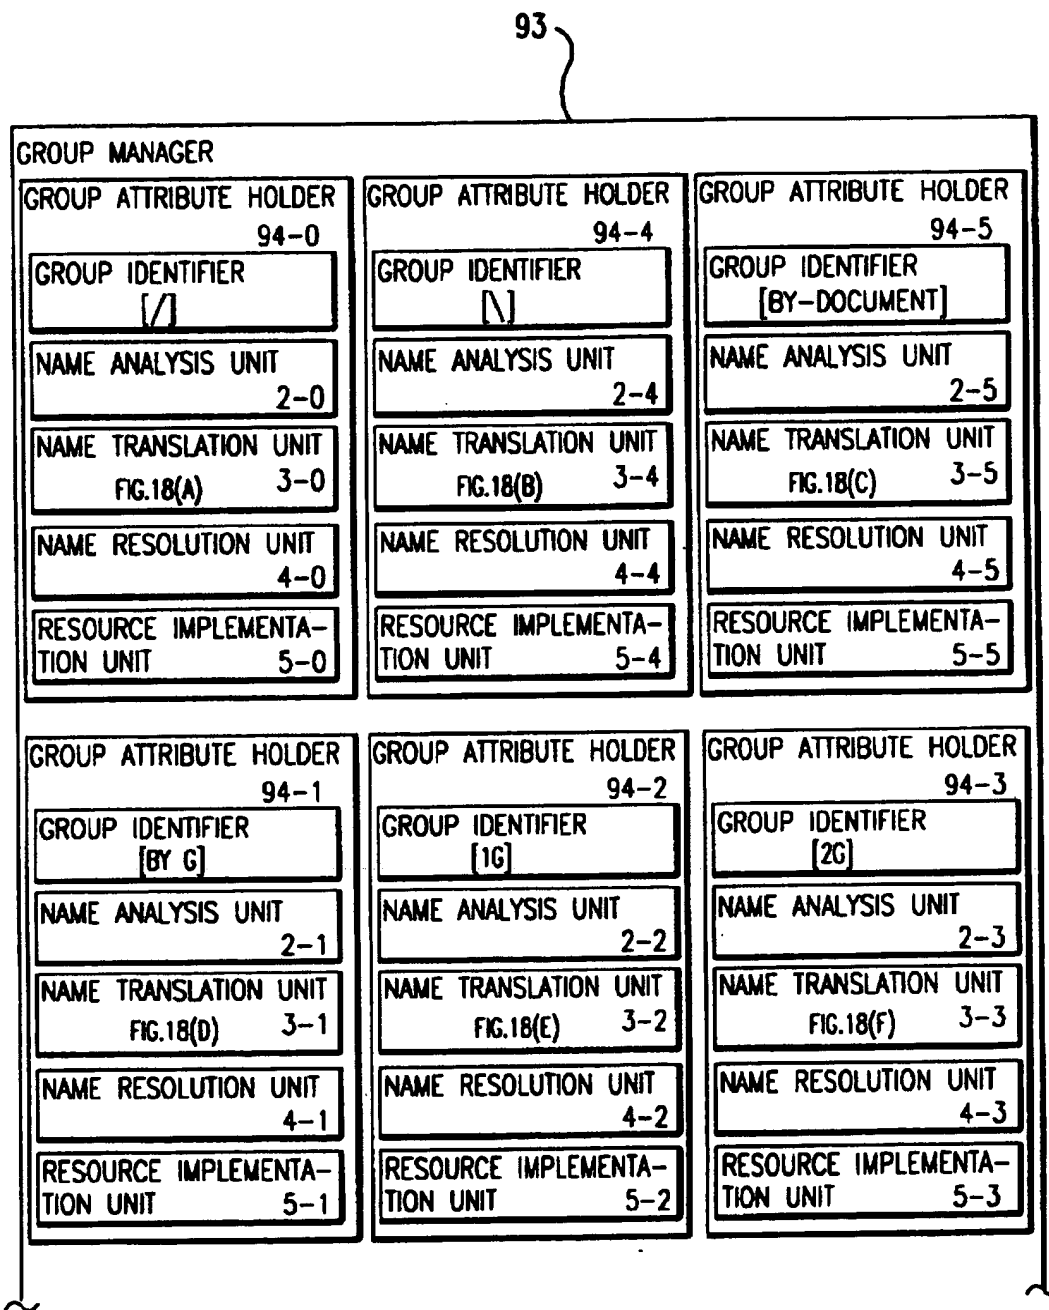 93
GROUP MANAGER
GROUP ATTRIBUTE HOLDER
94-0
GROUP IDENTIFIER
[/]
NAME ANALYSIS UNIT
2-0
NAME TRANSLATION UNIT
FIG.18(A) 3-0
NAME RESOLUTION UNIT
4-0
RESOURCE IMPLEMENTA-
TION UNIT 5-0
GROUP ATTRIBUTE HOLDER
94-4
GROUP IDENTIFIER
[\]
NAME ANALYSIS UNIT
2-4
NAME TRANSLATION UNIT
FIG.18(B) 3-4
NAME RESOLUTION UNIT
4-4
RESOURCE IMPLEMENTA-
TION UNIT 5-4
GROUP ATTRIBUTE HOLDER
94-5
GROUP IDENTIFIER
[BY-DOCUMENT]
NAME ANALYSIS UNIT
2-5
NAME TRANSLATION UNIT
FIG.18(C) 3-5
NAME RESOLUTION UNIT
4-5
RESOURCE IMPLEMENTA-
TION UNIT 5-5
GROUP ATTRIBUTE HOLDER
94-1
GROUP IDENTIFIER
[BY G]
NAME ANALYSIS UNIT
2-1
NAME TRANSLATION UNIT
FIG.18(D) 3-1
NAME RESOLUTION UNIT
4-1
RESOURCE IMPLEMENTA-
TION UNIT 5-1
GROUP ATTRIBUTE HOLDER
94-2
GROUP IDENTIFIER
[1G]
NAME ANALYSIS UNIT
2-2
NAME TRANSLATION UNIT
FIG.18(E) 3-2
NAME RESOLUTION UNIT
4-2
RESOURCE IMPLEMENTA-
TION UNIT 5-2
GROUP ATTRIBUTE HOLDER
94-3
GROUP IDENTIFIER
[2G]
NAME ANALYSIS UNIT
2-3
NAME TRANSLATION UNIT
FIG.18(F) 3-3
NAME RESOLUTION UNIT
4-3
RESOURCE IMPLEMENTA-
TION UNIT 5-3